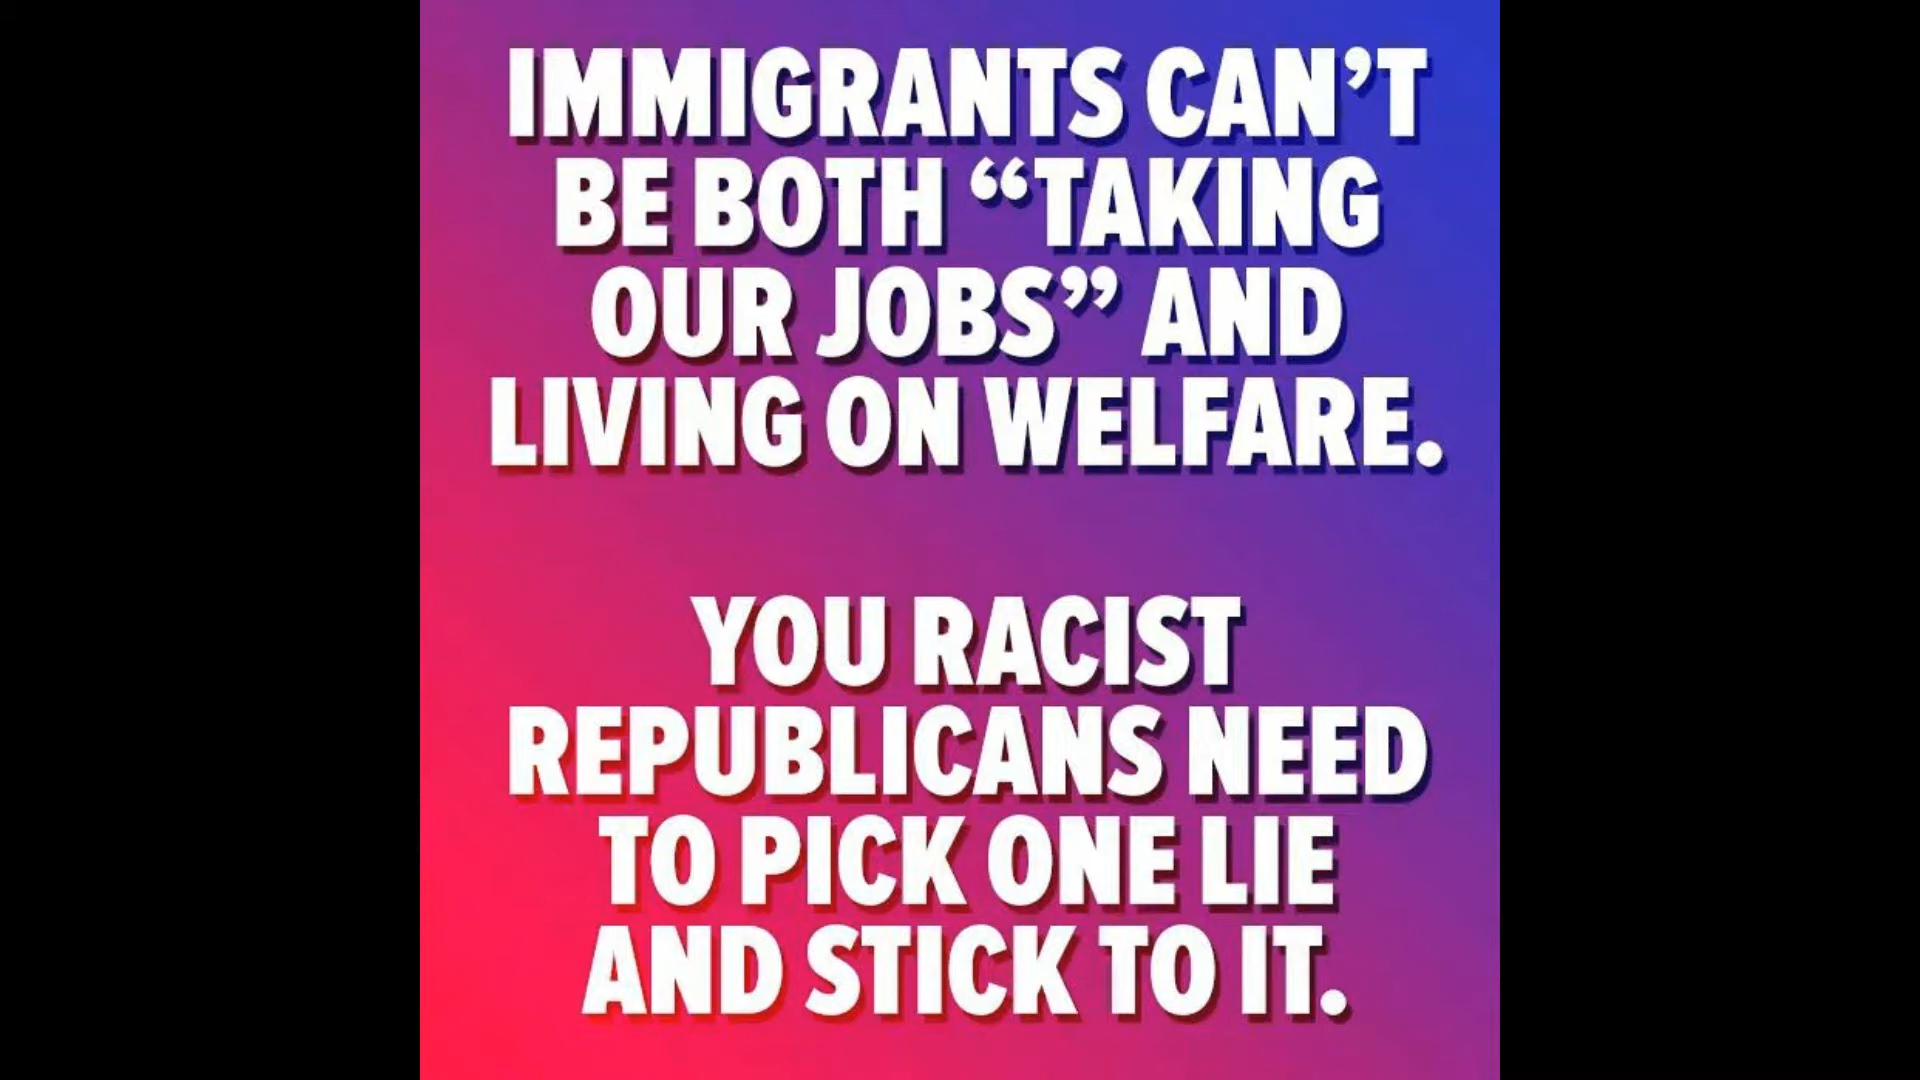 IMMIGRANTS CAN’T
BE BOTH “TAKING
OUR JOBS” AND
LIVING ON WELFARE.
YOU RACIST
REPUBLICANS NEED
TO PICK ONE LIE
AND STICK TO IT.